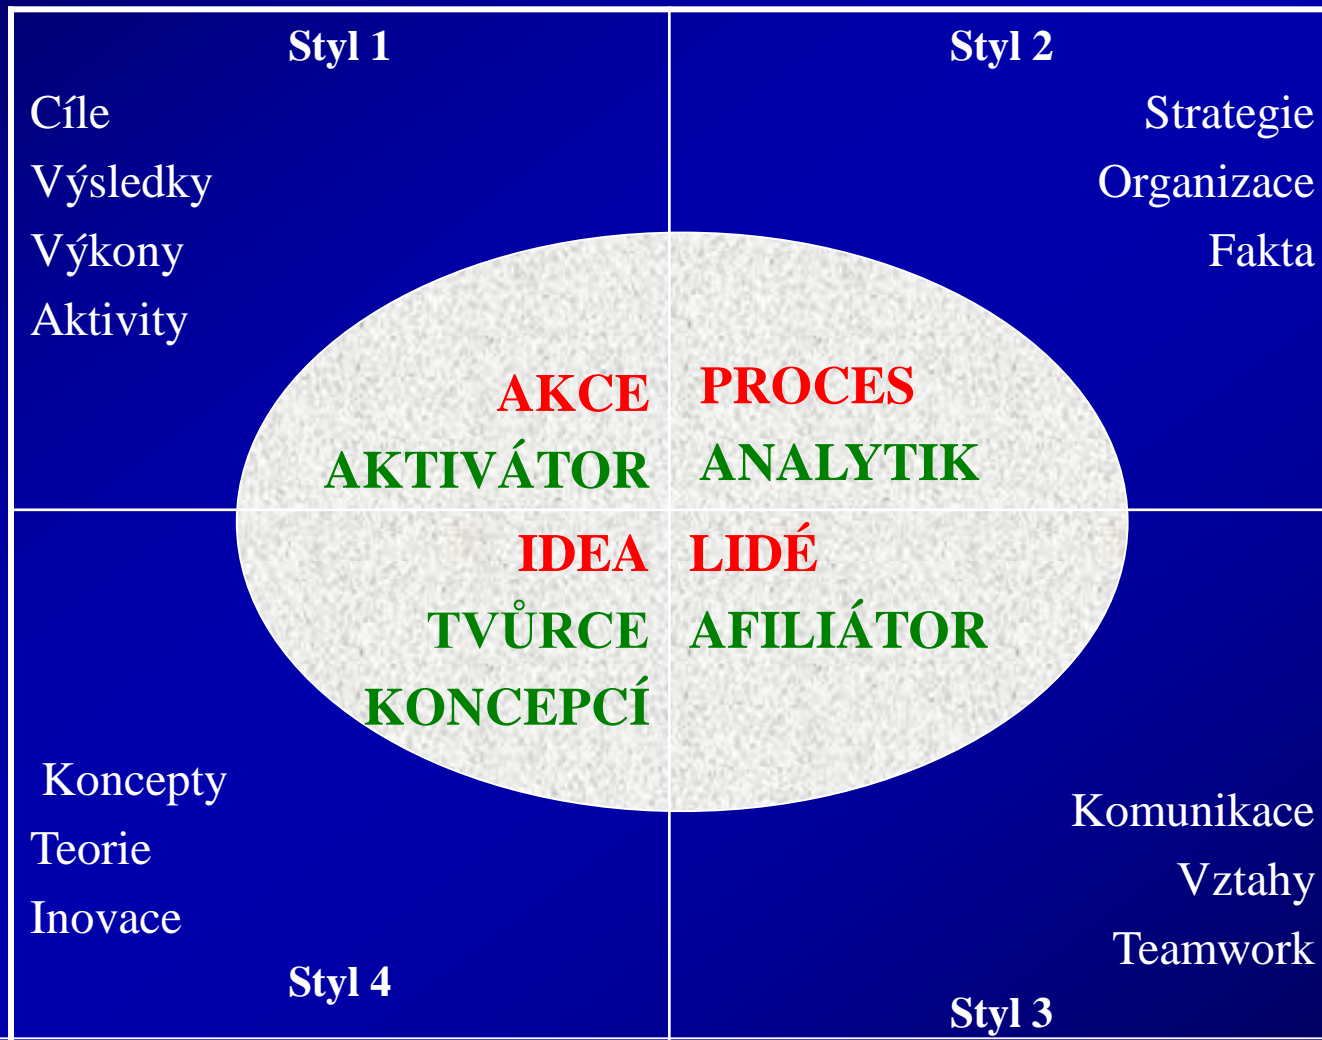 Styl 1
Cíle
Výsledky
Výkony
Aktivity
AKCE
AKTIVÁTOR
Styl 2
Strategie
Organizace
Fakta
PROCES
ANALYTIK
IDEA
TVŮRCE
KONCEPCÍ
Koncepty
Teorie
Inovace
Styl 4
LIDÉ
AFILIÁTOR
Komunikace
Vztahy
Teamwork
Styl 3